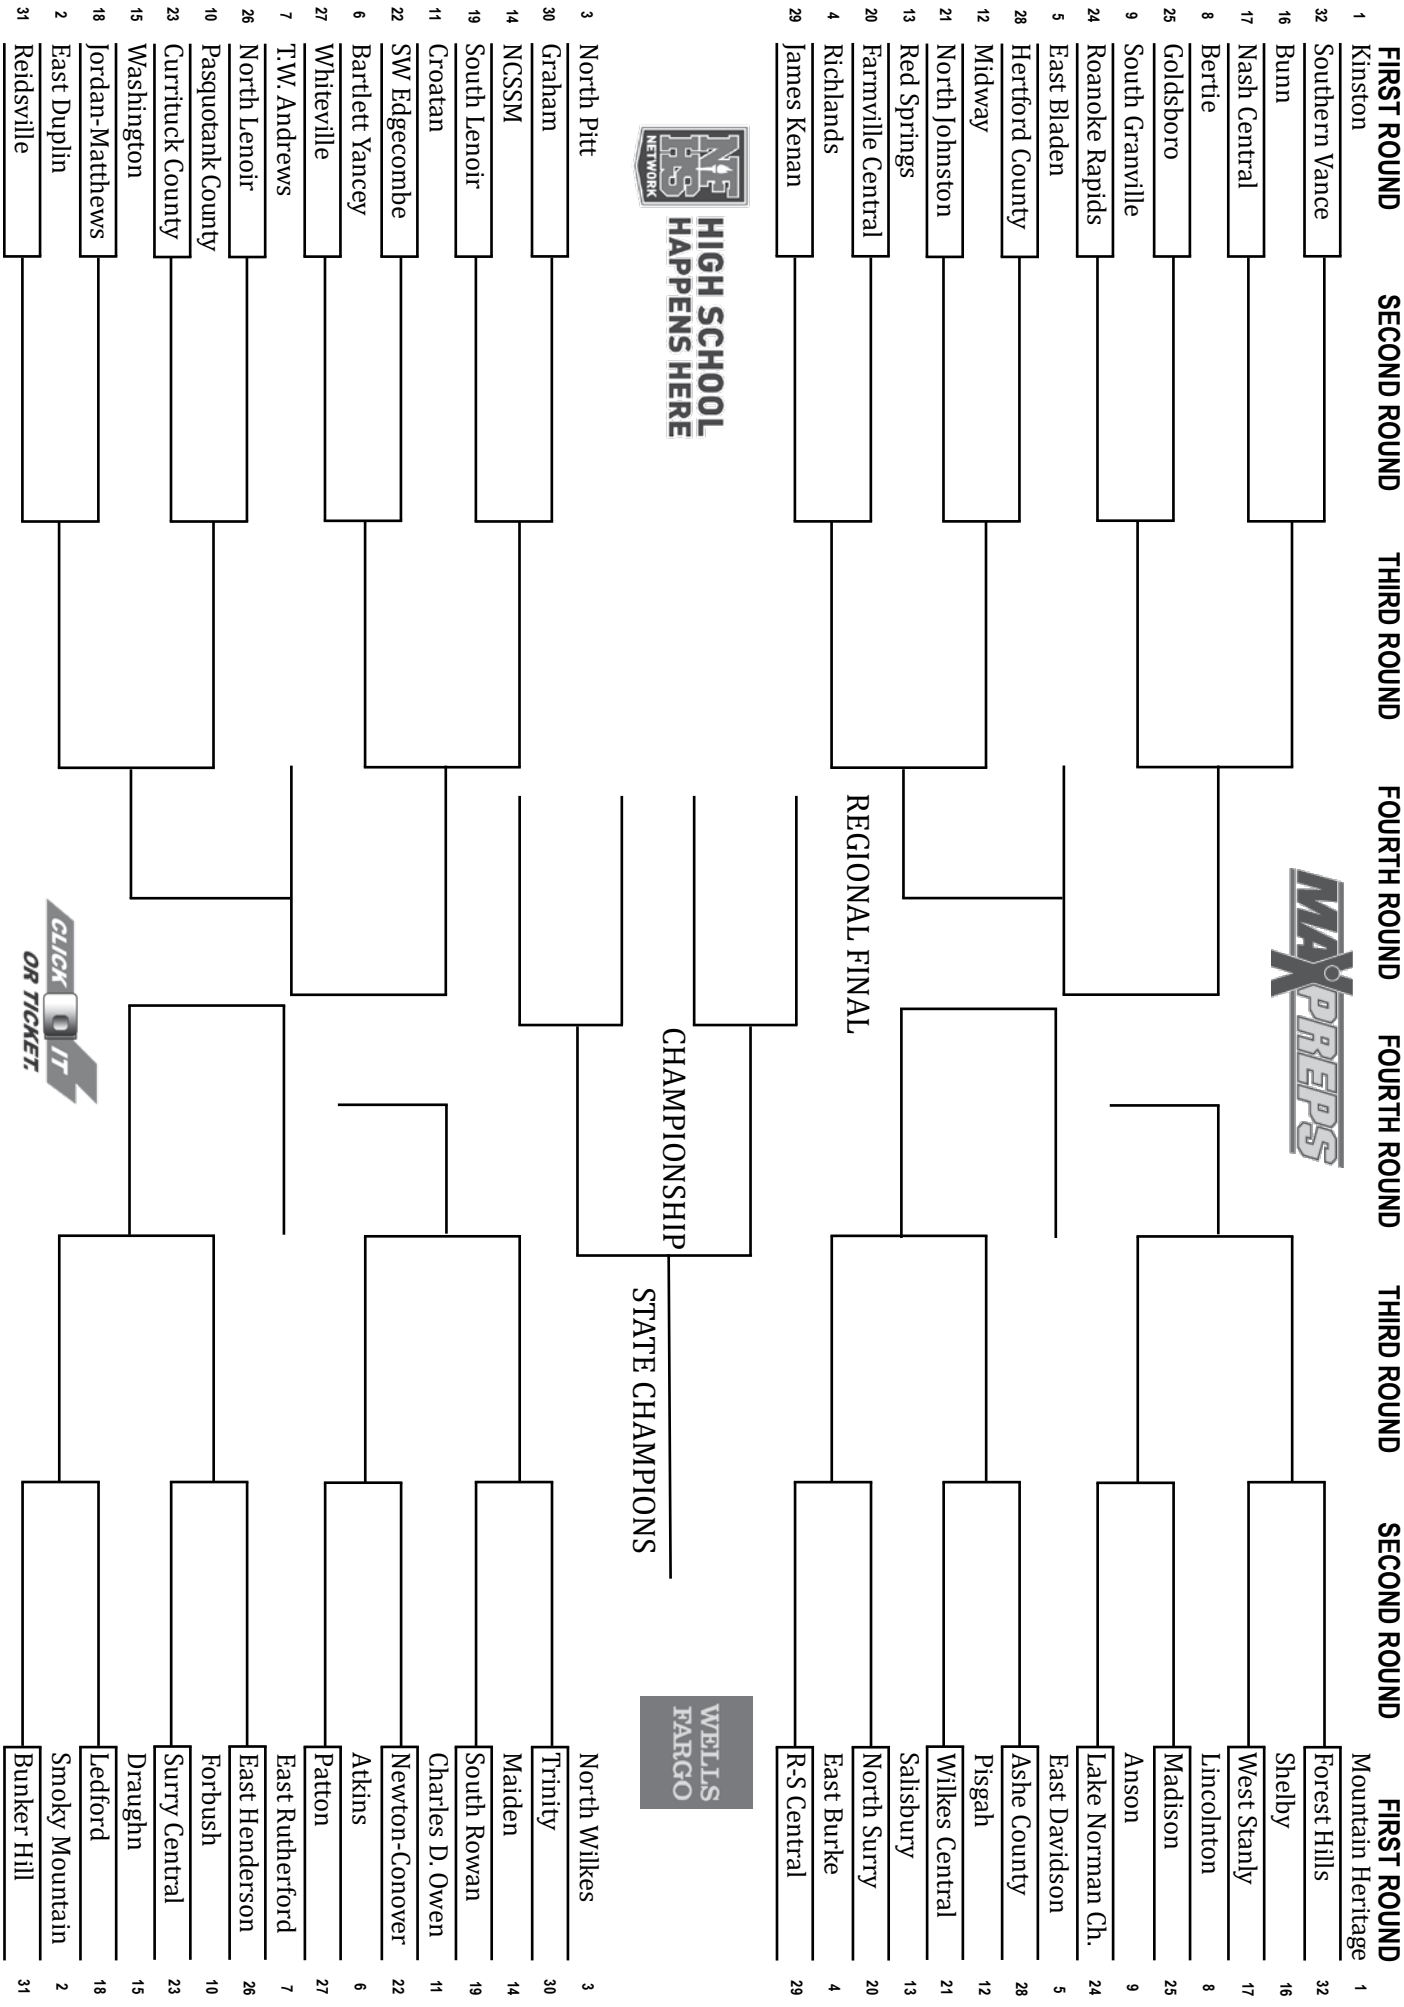 FIRST ROUND
SECOND ROUND
THIRD ROUND
FOURTH ROUND
FOURTH ROUND
THIRD ROUND
SECOND ROUND
FIRST ROUND
1 Kinston
32 Southern Vance
16 Bunn
17 Nash Central
8 Bertie
25 Goldsboro
9 South Granville
24 Roanoke Rapids
5 East Bladen
28 Hertford County
12 Midway
21 North Johnston
13 Red Springs
20 Farmville Central
4 Richlands
29 James Kenan
NFHS
NETWORK
HIGH SCHOOL
HAPPENS HERE
3 North Pitt
30 Graham
14 NCSSM
19 South Lenoir
11 Croatan
22 SW Edgecombe
6 Bartlett Yancey
27 Whiteville
7 T.W. Andrews
26 North Lenoir
10 Pasquotank County
23 Currituck County
15 Washington
18 Jordan-Matthews
2 East Duplin
31 Reidsville
MAXPREPS
REGIONAL FINAL
CHAMPIONSHIP
STATE CHAMPIONS
CLICK IT
OR TICKET.
Mountain Heritage 1
Forest Hills 32
Shelby 16
West Stanly 17
Lincolnton 8
Madison 25
Anson 9
Lake Norman Ch. 24
East Davidson 5
Ashe County 28
Pisgah 12
Wilkes Central 21
Salisbury 13
North Surry 20
East Burke 4
R-S Central 29
WELLS
FARGO
North Wilkes 3
Trinity 30
Maiden 14
South Rowan 19
Charles D. Owen 11
Newton-Conover 22
Atkins 6
Patton 27
East Rutherford 7
East Henderson 26
Forbush 10
Surry Central 23
Draughn 15
Ledford 18
Smoky Mountain 2
Bunker Hill 31